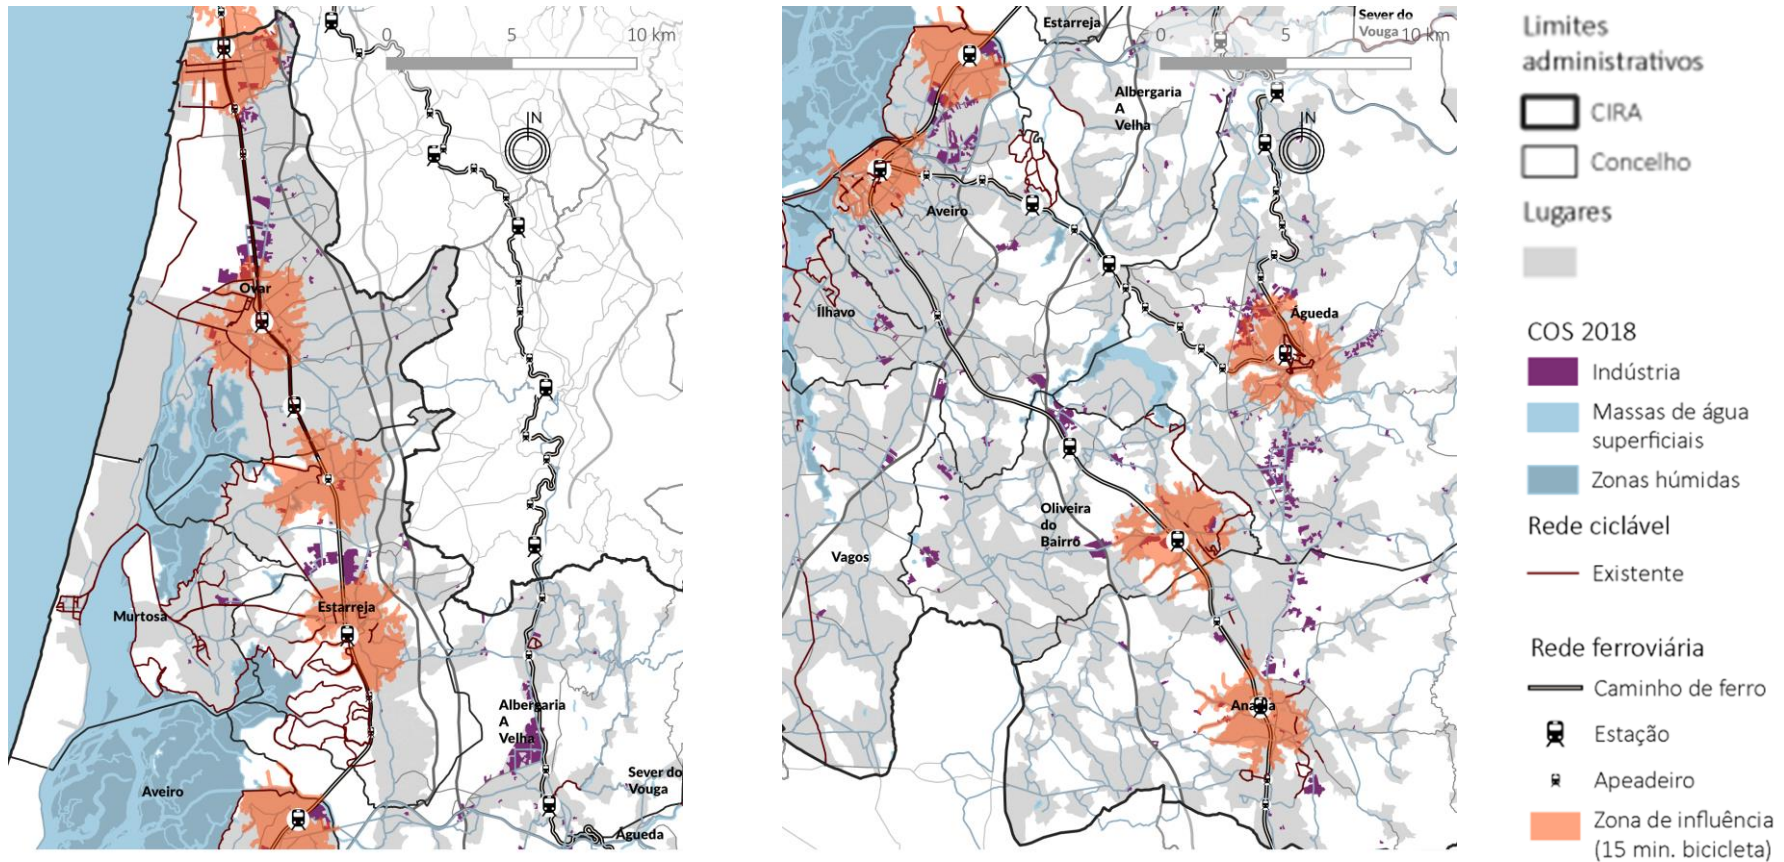 0 5 10 km
N
Ovar
Murtosa
Estarreja
Albergaria
A
Velha
Aveiro
Sever do
Vouga
Águeda
Estarreja
Sever do
Vouga
0 5 10 km
Albergaria
A
Velha
N
Aveiro
Ílhavo
Águeda
Oliveira
do
Bairro
Vagos
Anadia
Limites
administrativos
CIRA
Concelho
Lugares
COS 2018
Indústria
Massas de água
superficiais
Zonas húmidas
Rede ciclável
Existente
Rede ferroviária
Caminho de ferro
Estação
Apeadeiro
Zona de influência
(15 min. bicicleta)